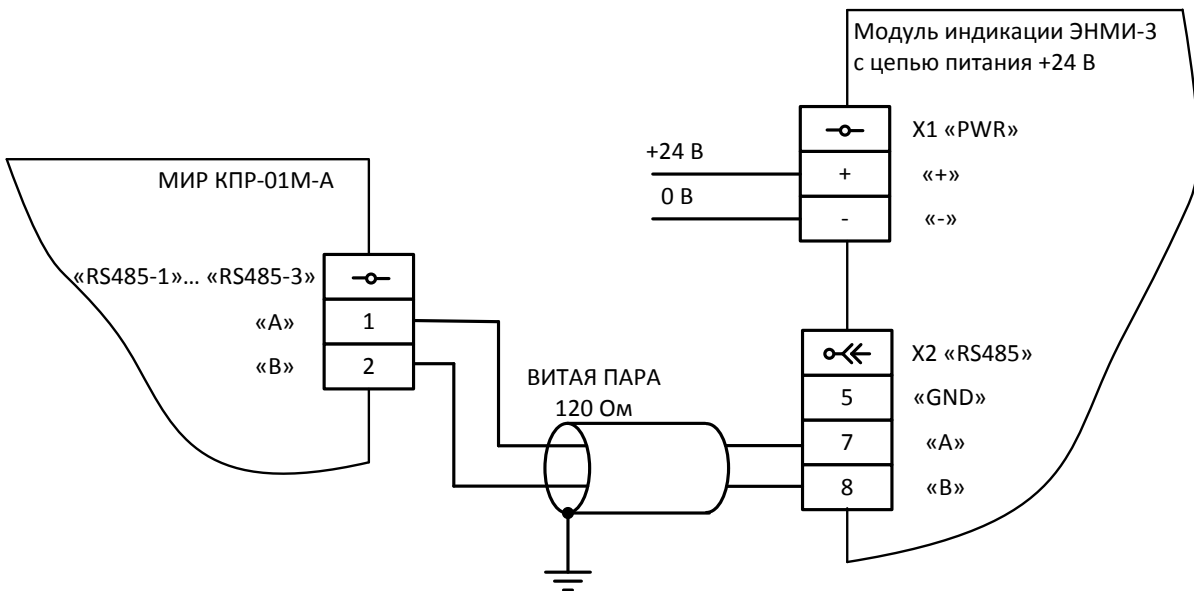 Модуль индикации ЭНМИ-3
с цепью питания +24 В
X1 «PWR»
+24 В
+
«+»
0 В
-
«-»
МИР КПР-01М-А
«RS485-1»... «RS485-3»
«A»
1
«B»
2
ВИТАЯ ПАРА
120 Ом
X2 «RS485»
5
«GND»
7
«A»
8
«B»